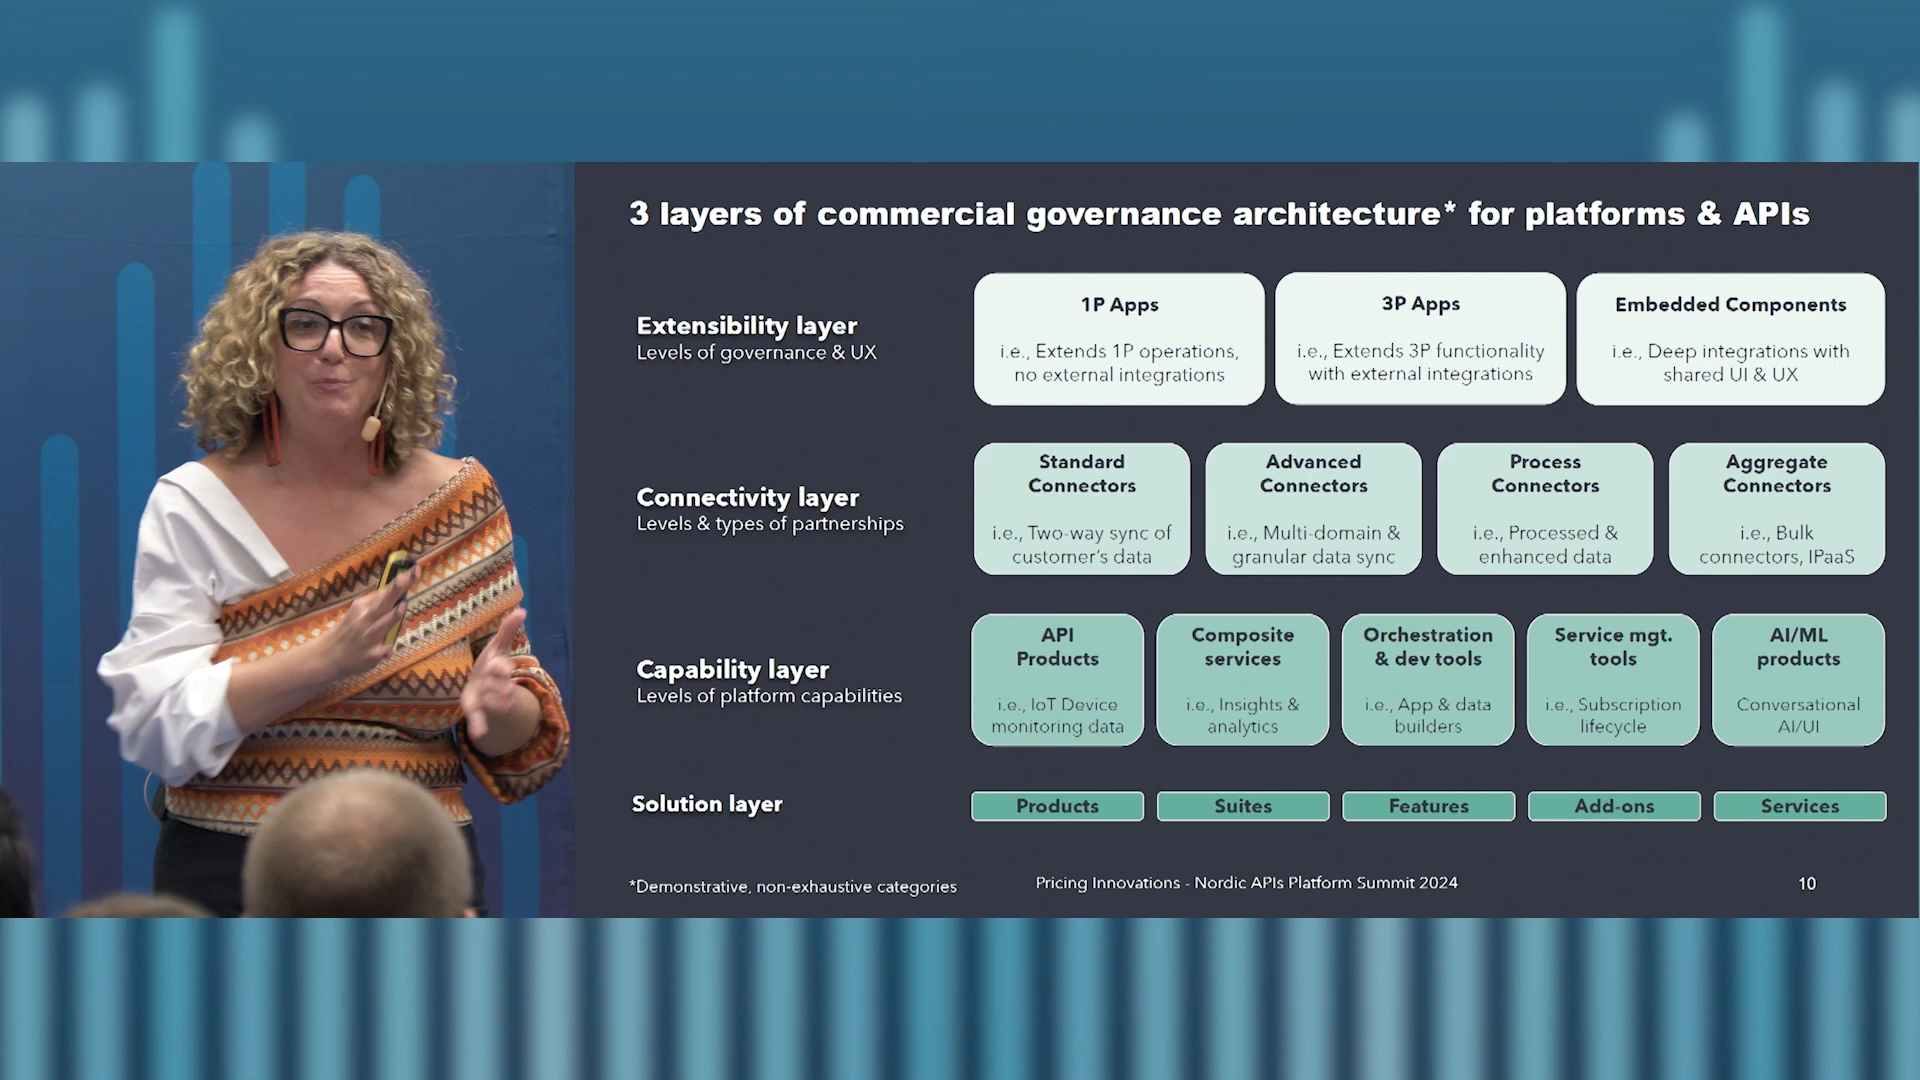 3 layers of commercial governance architecture* for platforms & APIs
Extensibility layer
Levels of governance & UX
1P Apps
i.e., Extends 1P operations,
no external integrations
3P Apps
i.e., Extends 3P functionality
with external integrations
Embedded Components
i.e., Deep integrations with
shared UI & UX
Connectivity layer
Levels & types of partnerships
Standard
Connectors
i.e., Two-way sync of
customer's data
Advanced
Connectors
i.e., Multi-domain &
granular data sync
Process
Connectors
i.e., Processed &
enhanced data
Aggregate
Connectors
i.e., Bulk
connectors, IPaaS
Capability layer
Levels of platform capabilities
API
Products
i.e., IoT Device
monitoring data
Composite
services
i.e., Insights &
analytics
Orchestration
& dev tools
i.e., App & data
builders
Service mgt.
tools
i.e., Subscription
lifecycle
AI/ML
products
Conversational
AI/UI
Solution layer
Products
Suites
Features
Add-ons
Services
*Demonstrative, non-exhaustive categories
Pricing Innovations - Nordic APIs Platform Summit 2024
10